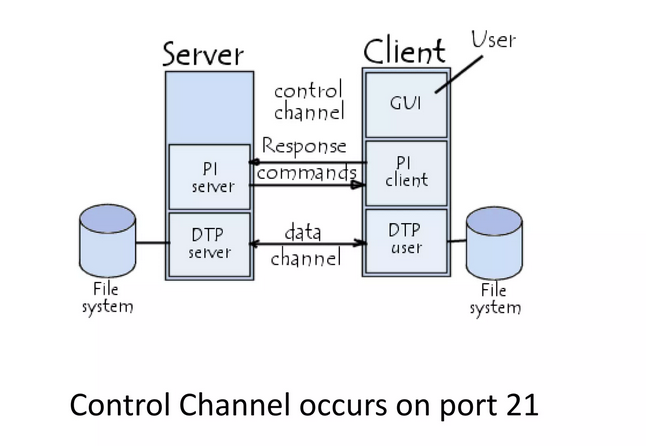 Server
Client
User
control
channel
GUI
Response
commands
PI
server
PI
client
DTP
server
data
channel
DTP
user
File
system
File
system
Control Channel occurs on port 21